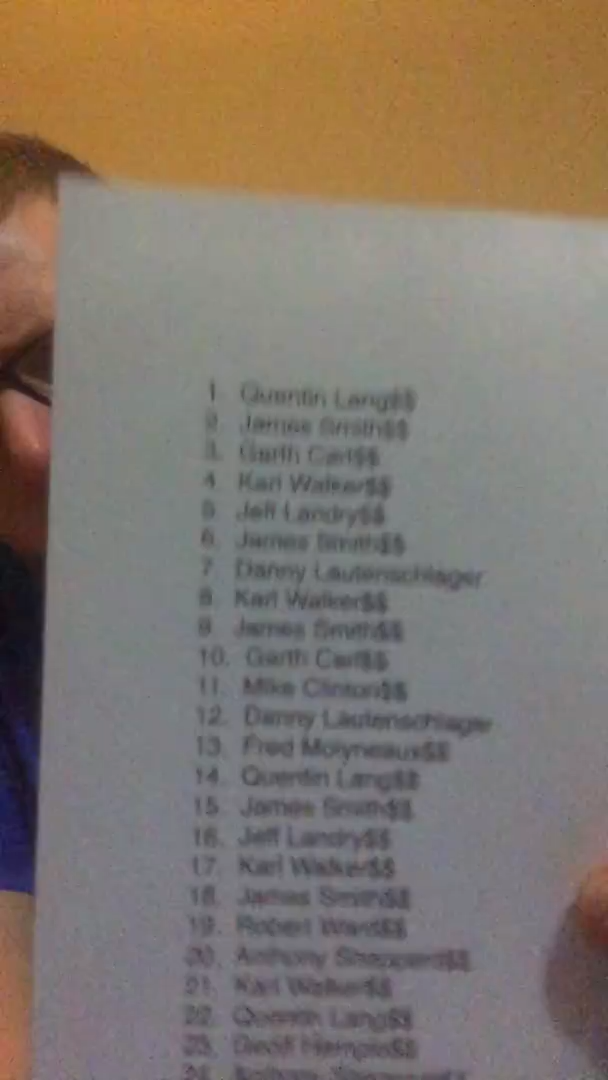 1. Quentin Lang$$
2. James Smith$$
3. Garth Carl$$
4. Karl Walker$$
5. Jeff Landry$$
6. James Smith$$
7. Danny Lautenschlager
8. Karl Walker$$
9. James Smith$$
10. Garth Carl$$
11. Mike Clinton$$
12. Danny Lautenschlager
13. Fred Molyneaux$$
14. Quentin Lang$$
15. James Smith$$
16. Jeff Landry$$
17. Karl Walker$$
18. James Smith$$
19. Robert Ward$$
20. Anthony
21. Karl Walker$$
22. Quentin Lang$$
23. Geoff
24. Anthony